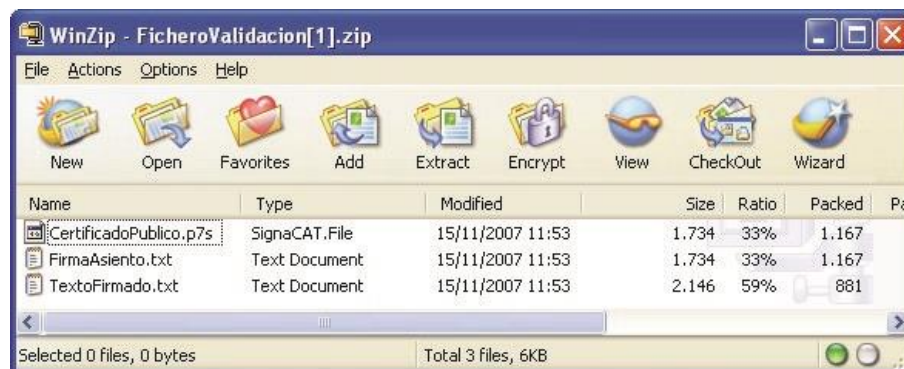 WinZip - FicheroValidacion[1].zip
File Actions Options Help
New Open Favorites Add Extract Encrypt View CheckOut Wizard
Name Type Modified Size Ratio Packed Pa
CertificadoPublico.p7s SignaCAT.File 15/11/2007 11:53 1.734 33% 1.167
FirmaAsiento.txt Text Document 15/11/2007 11:53 1.734 33% 1.167
TextoFirmado.txt Text Document 15/11/2007 11:53 2.146 59% 881
Selected 0 files, 0 bytes Total 3 files, 6KB